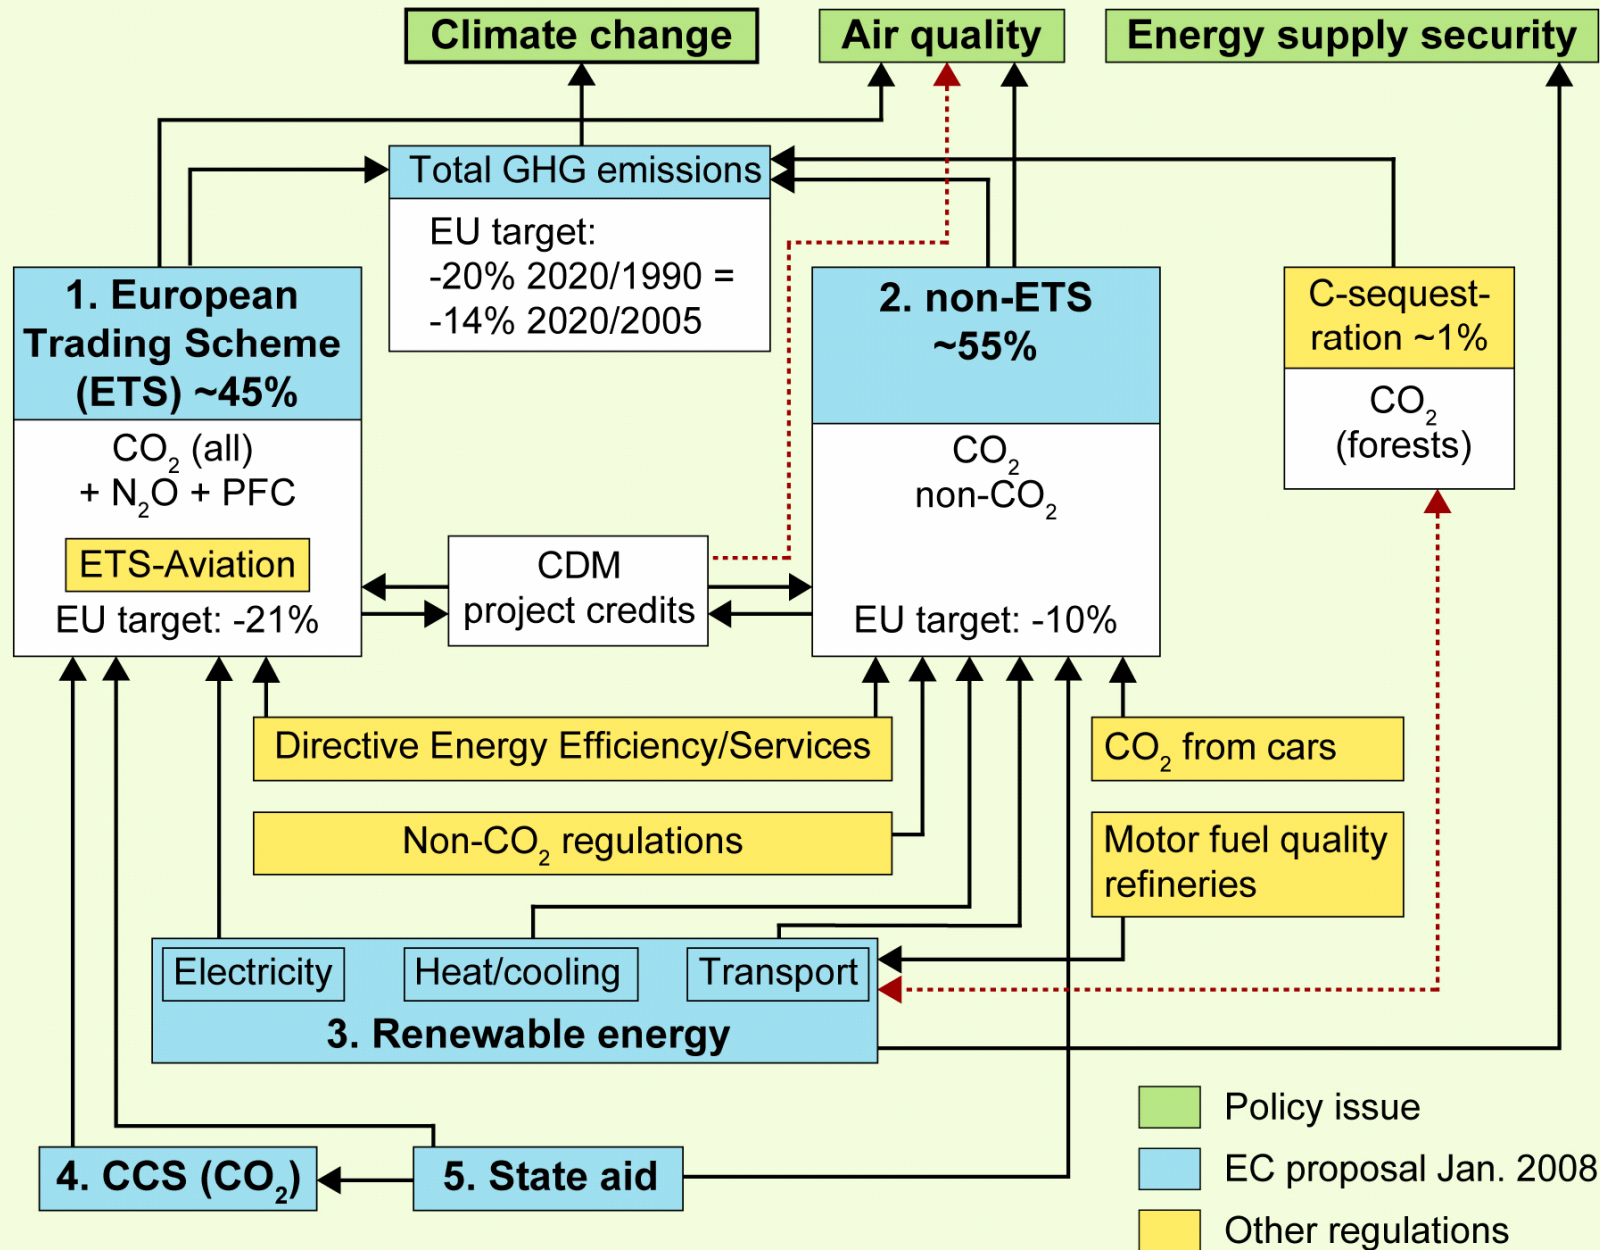 Climate change
Air quality
Energy supply security
Total GHG emissions
EU target:
-20% 2020/1990 =
-14% 2020/2005
1. European
Trading Scheme
(ETS) ~45%
CO₂ (all)
+ N₂O + PFC
ETS-Aviation
EU target: -21%
CDM
project credits
2. non-ETS
~55%
CO₂
non-CO₂
EU target: -10%
C-sequest-
ration ~1%
CO₂
(forests)
Directive Energy Efficiency/Services
CO₂ from cars
Non-CO₂ regulations
Motor fuel quality
refineries
Electricity
Heat/cooling
Transport
3. Renewable energy
4. CCS (CO₂)
5. State aid
Policy issue
EC proposal Jan. 2008
Other regulations